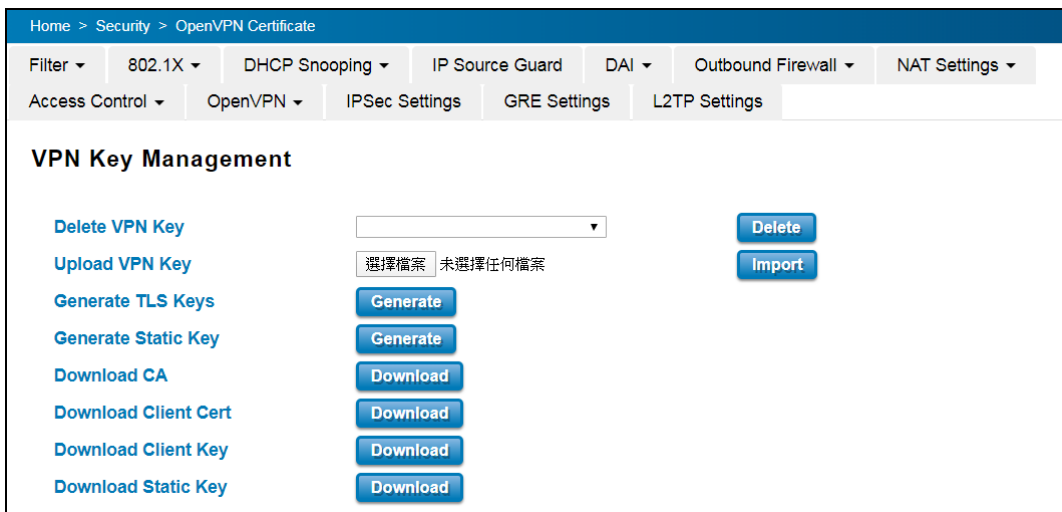 Home > Security > OpenVPN Certificate
Filter 802.1X DHCP Snooping IP Source Guard DAI Outbound Firewall NAT Settings
Access Control OpenVPN IPSec Settings GRE Settings L2TP Settings
VPN Key Management
Delete VPN Key Delete
Upload VPN Key 選擇檔案 未選擇任何檔案 Import
Generate TLS Keys Generate
Generate Static Key Generate
Download CA Download
Download Client Cert Download
Download Client Key Download
Download Static Key Download